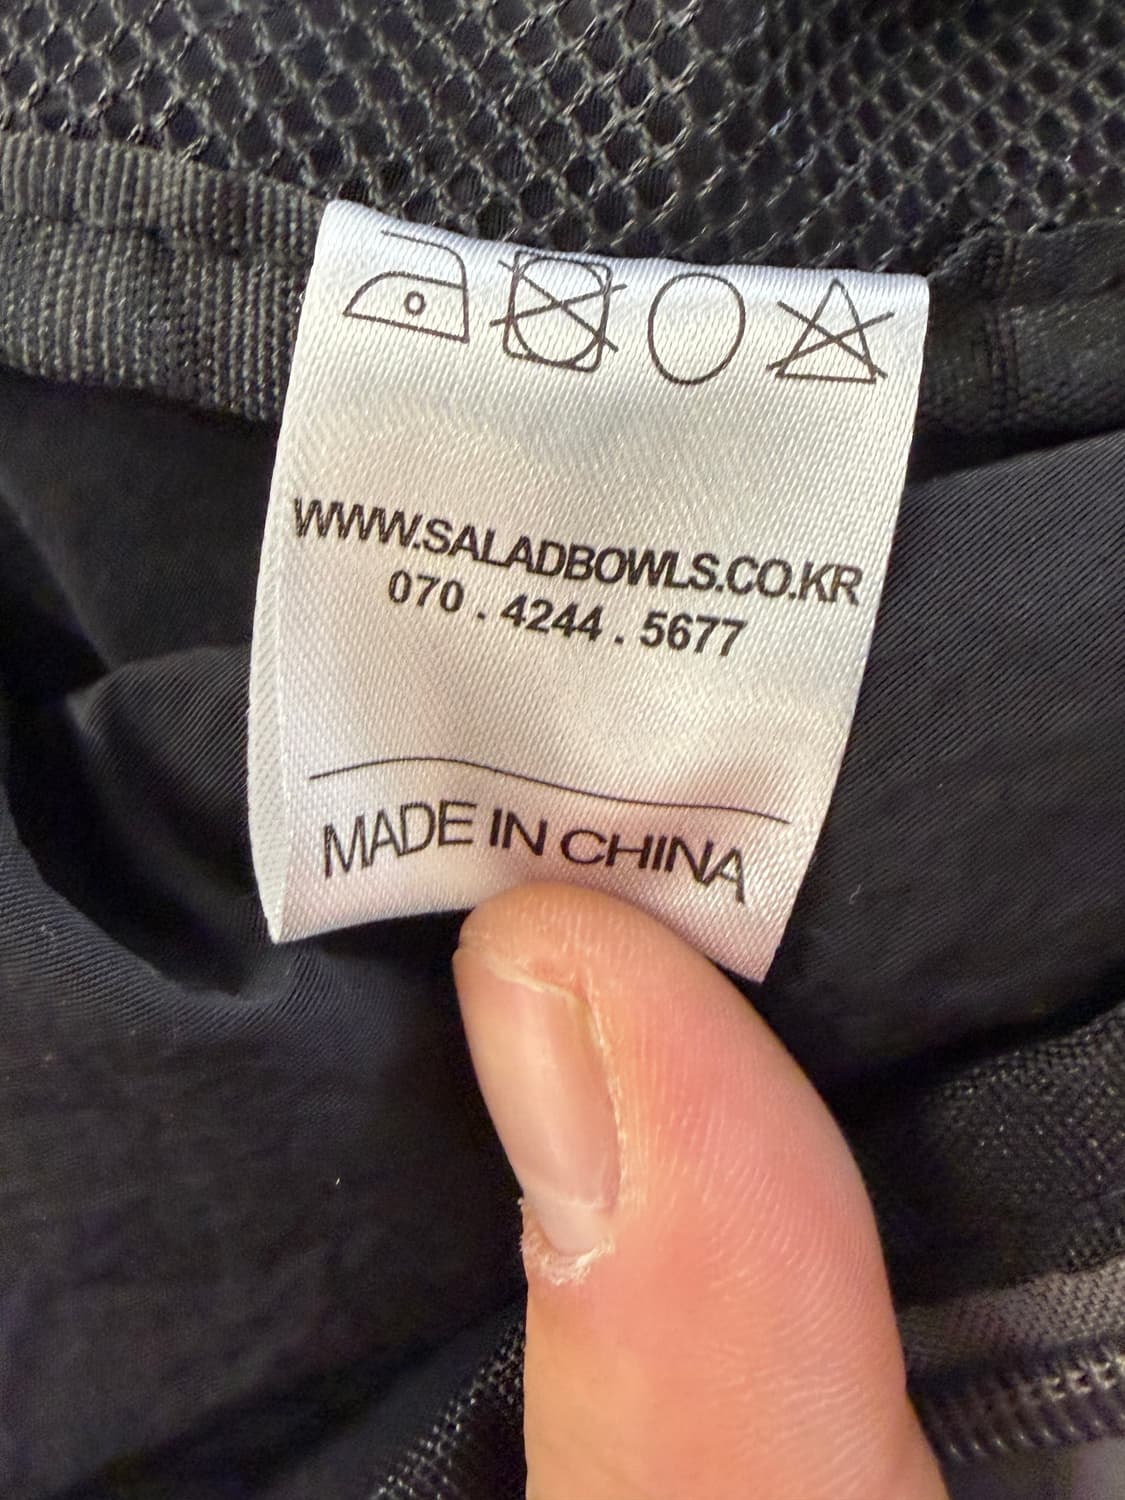 WWW.SALADBOWLS.CO.KR
070 . 4244 . 5677
MADE IN CHINA